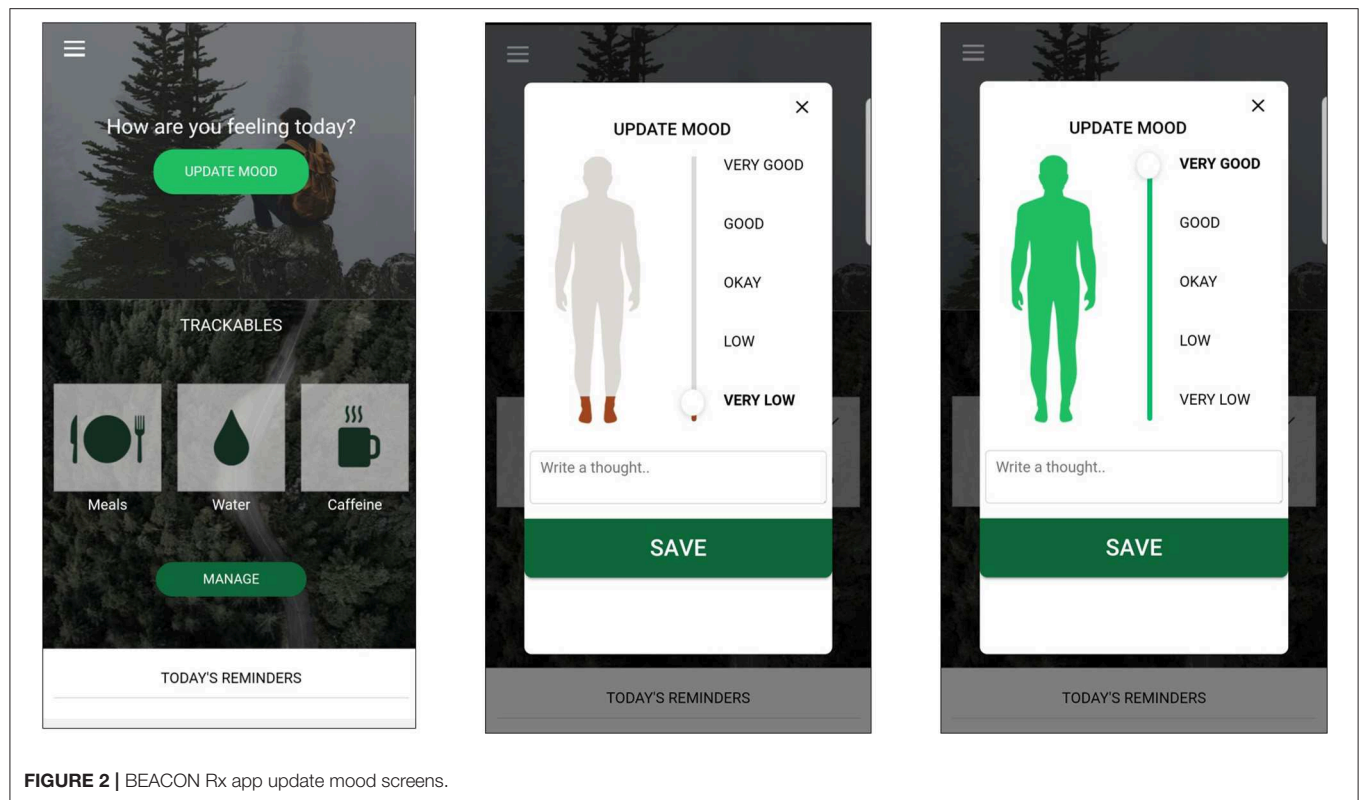 How are you feeling today?
UPDATE MOOD
TRACKABLES
Meals
Water
Caffeine
MANAGE
TODAY'S REMINDERS
UPDATE MOOD
VERY GOOD
GOOD
OKAY
LOW
VERY LOW
Write a thought..
SAVE
TODAY'S REMINDERS
UPDATE MOOD
VERY GOOD
GOOD
OKAY
LOW
VERY LOW
Write a thought..
SAVE
TODAY'S REMINDERS
FIGURE 2 | BEACON Rx app update mood screens.